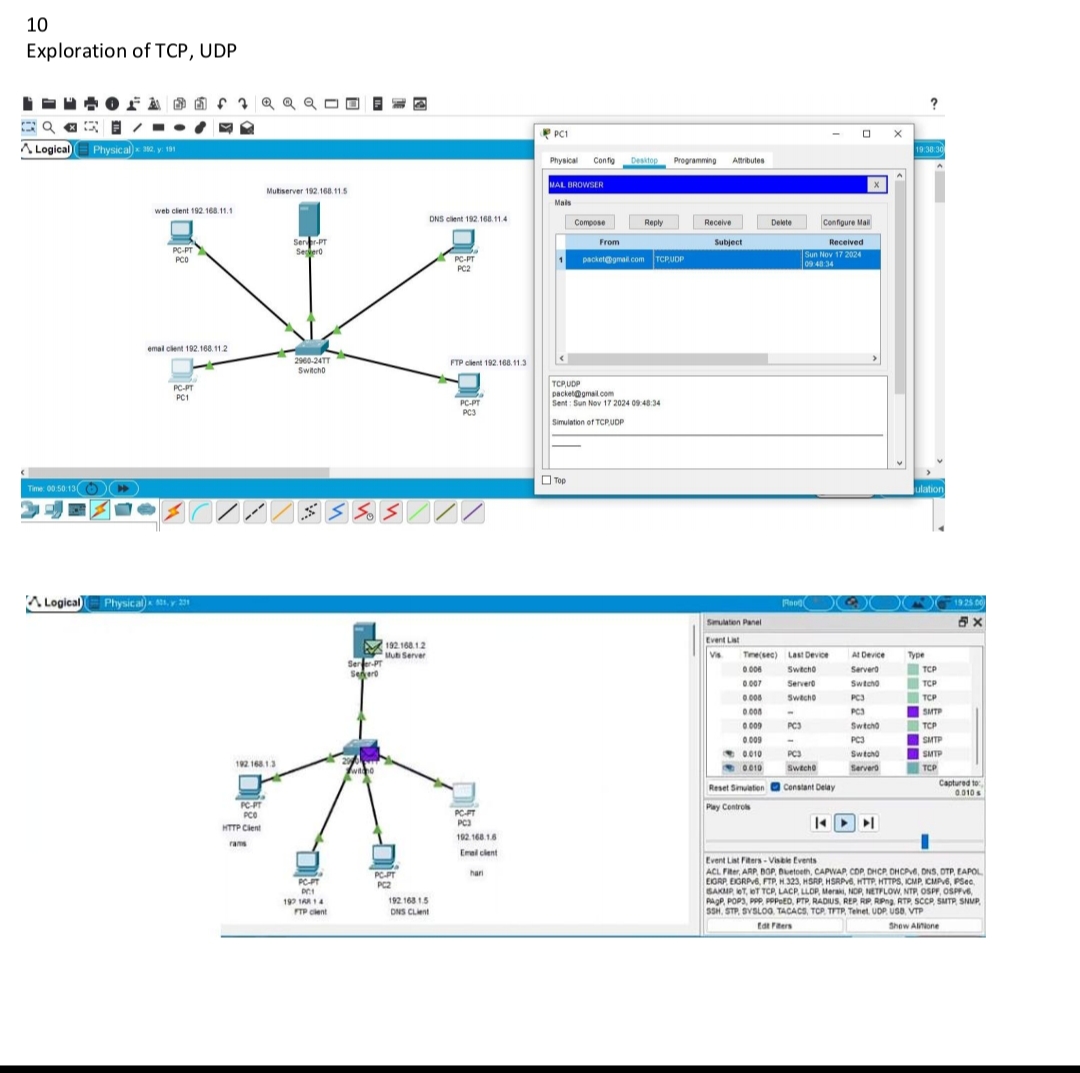 10
Exploration of TCP, UDP
?
Logical
Physical
x: 392, y: 191
19:38:30
Mutiserver 192.168.11.5
web client 192.168.11.1
DNS client 192.168.11.4
PC-PT
PC0
Server-PT
Server0
PC-PT
PC2
email client 192.168.11.2
2960-24TT
Switch0
FTP client 192.168.11.3
PC-PT
PC1
PC-PT
PC3
Time: 00:50:13
ulation
PC1
Physical Config Desktop Programming Attributes
MAIL BROWSER
X
Mails
Compose Reply Receive Delete Configure Mail
From Subject Received
1 packet@gmail.com TCP,UDP Sun Nov 17 2024
09:48:34
TCP,UDP
packet@gmail.com
Sent : Sun Nov 17 2024 09:48:34
Simulation of TCP,UDP
Top
Logical
Physical
[Root]
19:25:00
192.168.1.2
Multi Server
Server-PT
Server0
192.168.1.3
Switch0
PC-PT
PC0
HTTP Client
rams
PC-PT
PC3
192.168.1.6
Email client
hari
PC-PT
PC1
192.168.1.4
FTP client
PC-PT
PC2
192.168.1.5
DNS CLient
Simulation Panel
Event List
Vis. Time(sec) Last Device At Device Type
0.006 Switch0 Server0 TCP
0.007 Server0 Switch0 TCP
0.008 Switch0 PC3 TCP
0.008 -- PC3 SMTP
0.009 PC3 Switch0 TCP
0.009 -- PC3 SMTP
0.010 PC3 Switch0 SMTP
0.010 Switch0 Server0 TCP
Reset Simulation Constant Delay Captured to:
0.010 s
Play Controls
Event List Filters - Visible Events
ACL Filter, ARP, BGP, Bluetooth, CAPWAP, CDP, DHCP, DHCPv6, DNS, DTP, EAPOL,
EIGRP, EIGRPv6, FTP, H.323, HSRP, HSRPv6, HTTP, HTTPS, ICMP, ICMPv6, IPSec,
ISAKMP, IoT, IoT TCP, LACP, LLDP, Meraki, NDP, NETFLOW, NTP, OSPF, OSPFv6,
PAgP, POP3, PPP, PPPoED, PTP, RADIUS, REP, RIP, RIPng, RTP, SCCP, SMTP, SNMP,
SSH, STP, SYSLOG, TACACS, TCP, TFTP, Telnet, UDP, USB, VTP
Edit Filters Show All/None